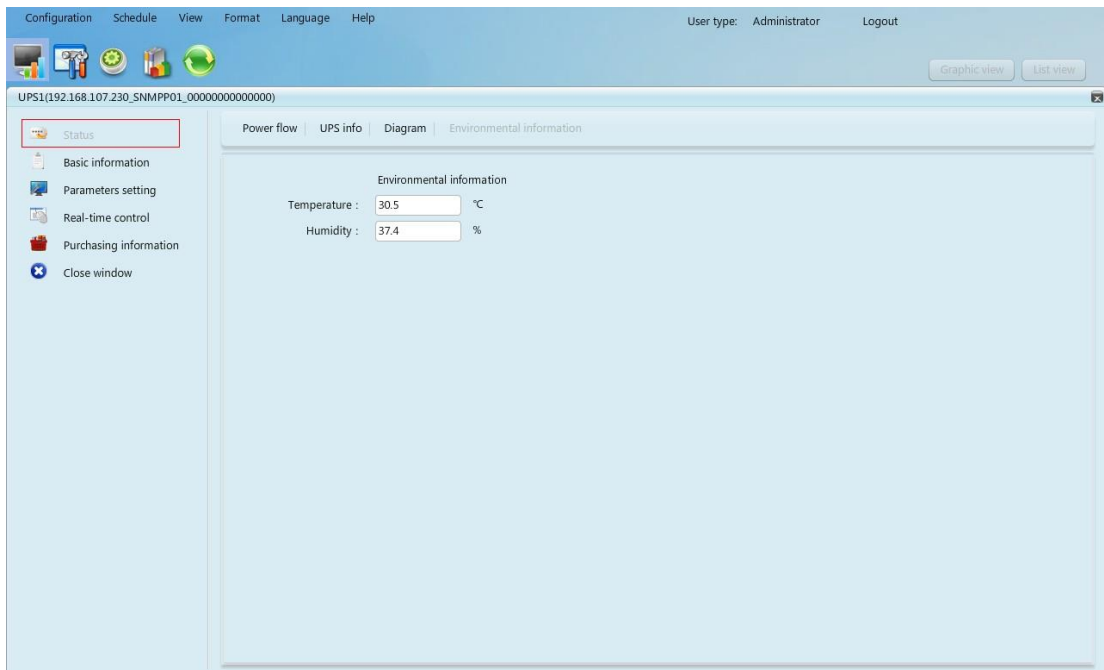 Configuration Schedule View Format Language Help User type: Administrator Logout
Graphic view List view
UPS1(192.168.107.230_SNMPP01_00000000000000)
Status
Basic information
Parameters setting
Real-time control
Purchasing information
Close window
Power flow UPS info Diagram Environmental information
Environmental information
Temperature : 30.5 ℃
Humidity : 37.4 %